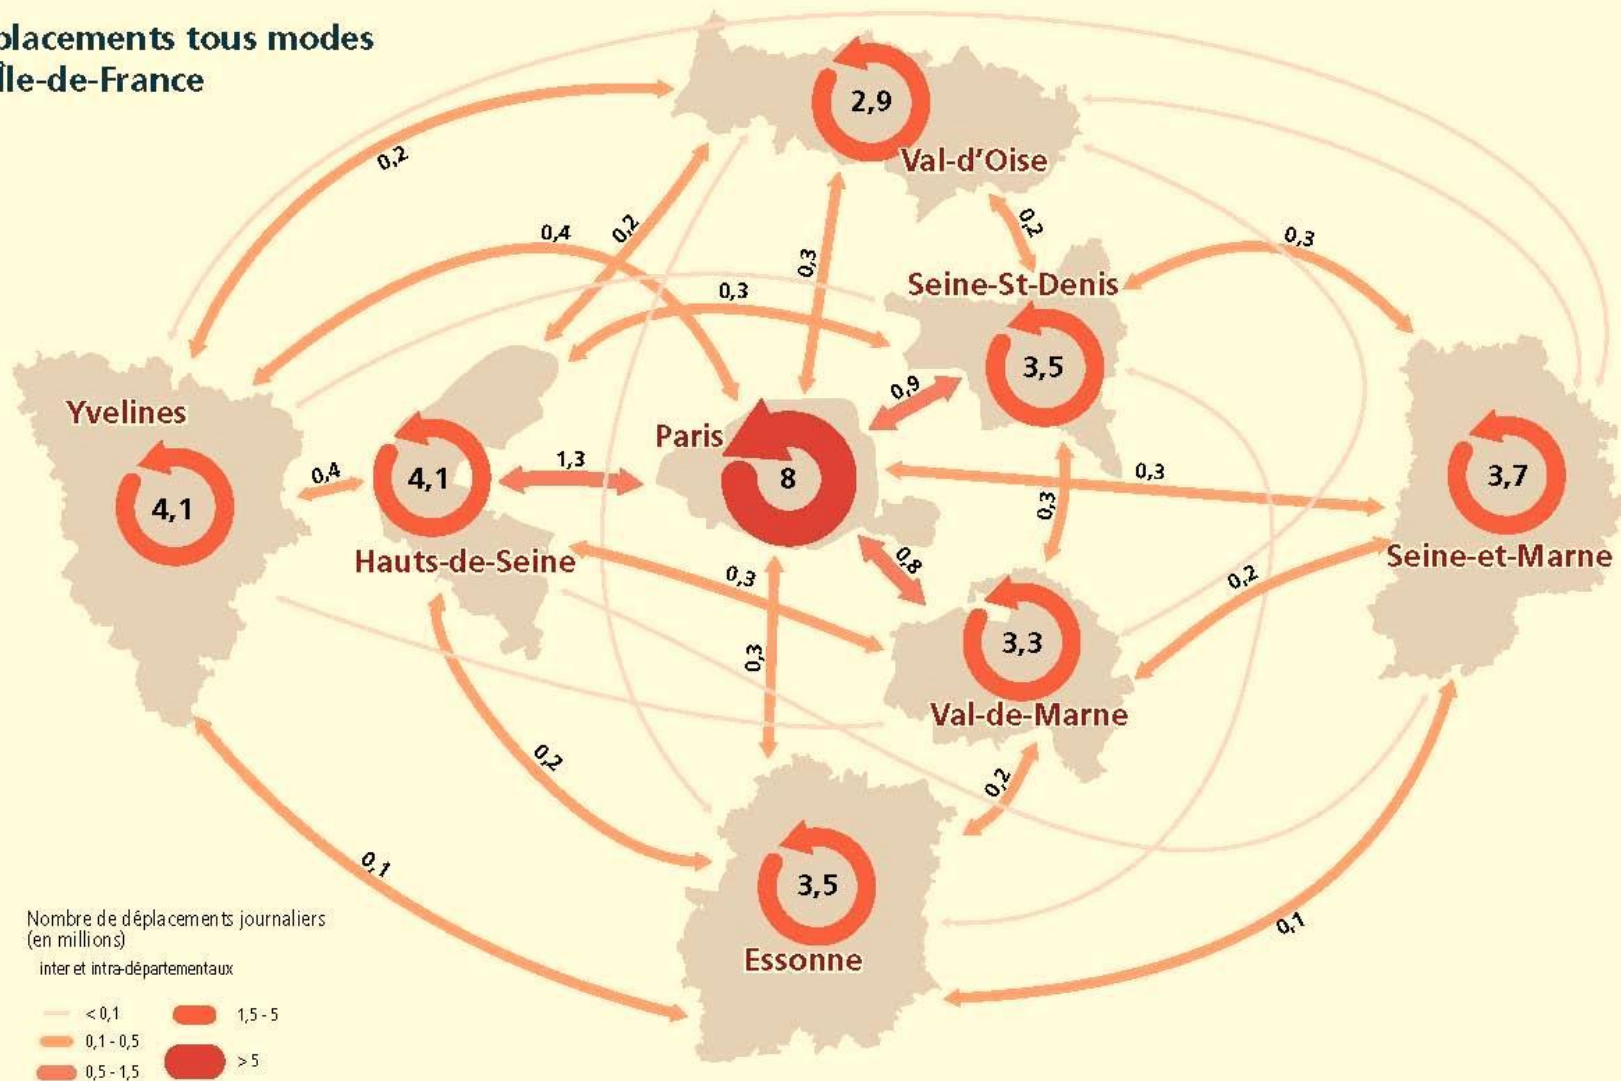 placements tous modes
Île-de-France
2,9
Val-d'Oise
0,2
0,2
0,4
0,3
0,2
0,3
0,3
Seine-St-Denis
3,5
Yvelines
4,1
0,4
4,1
Hauts-de-Seine
1,3
Paris
8
0,9
0,3
0,3
3,7
Seine-et-Marne
0,8
0,3
0,2
3,3
Val-de-Marne
0,3
0,2
0,2
3,5
Essonne
0,1
0,1
Nombre de déplacements journaliers
(en millions)
inter et intra-départementaux
< 0,1
1,5 - 5
0,1 - 0,5
> 5
0,5 - 1,5